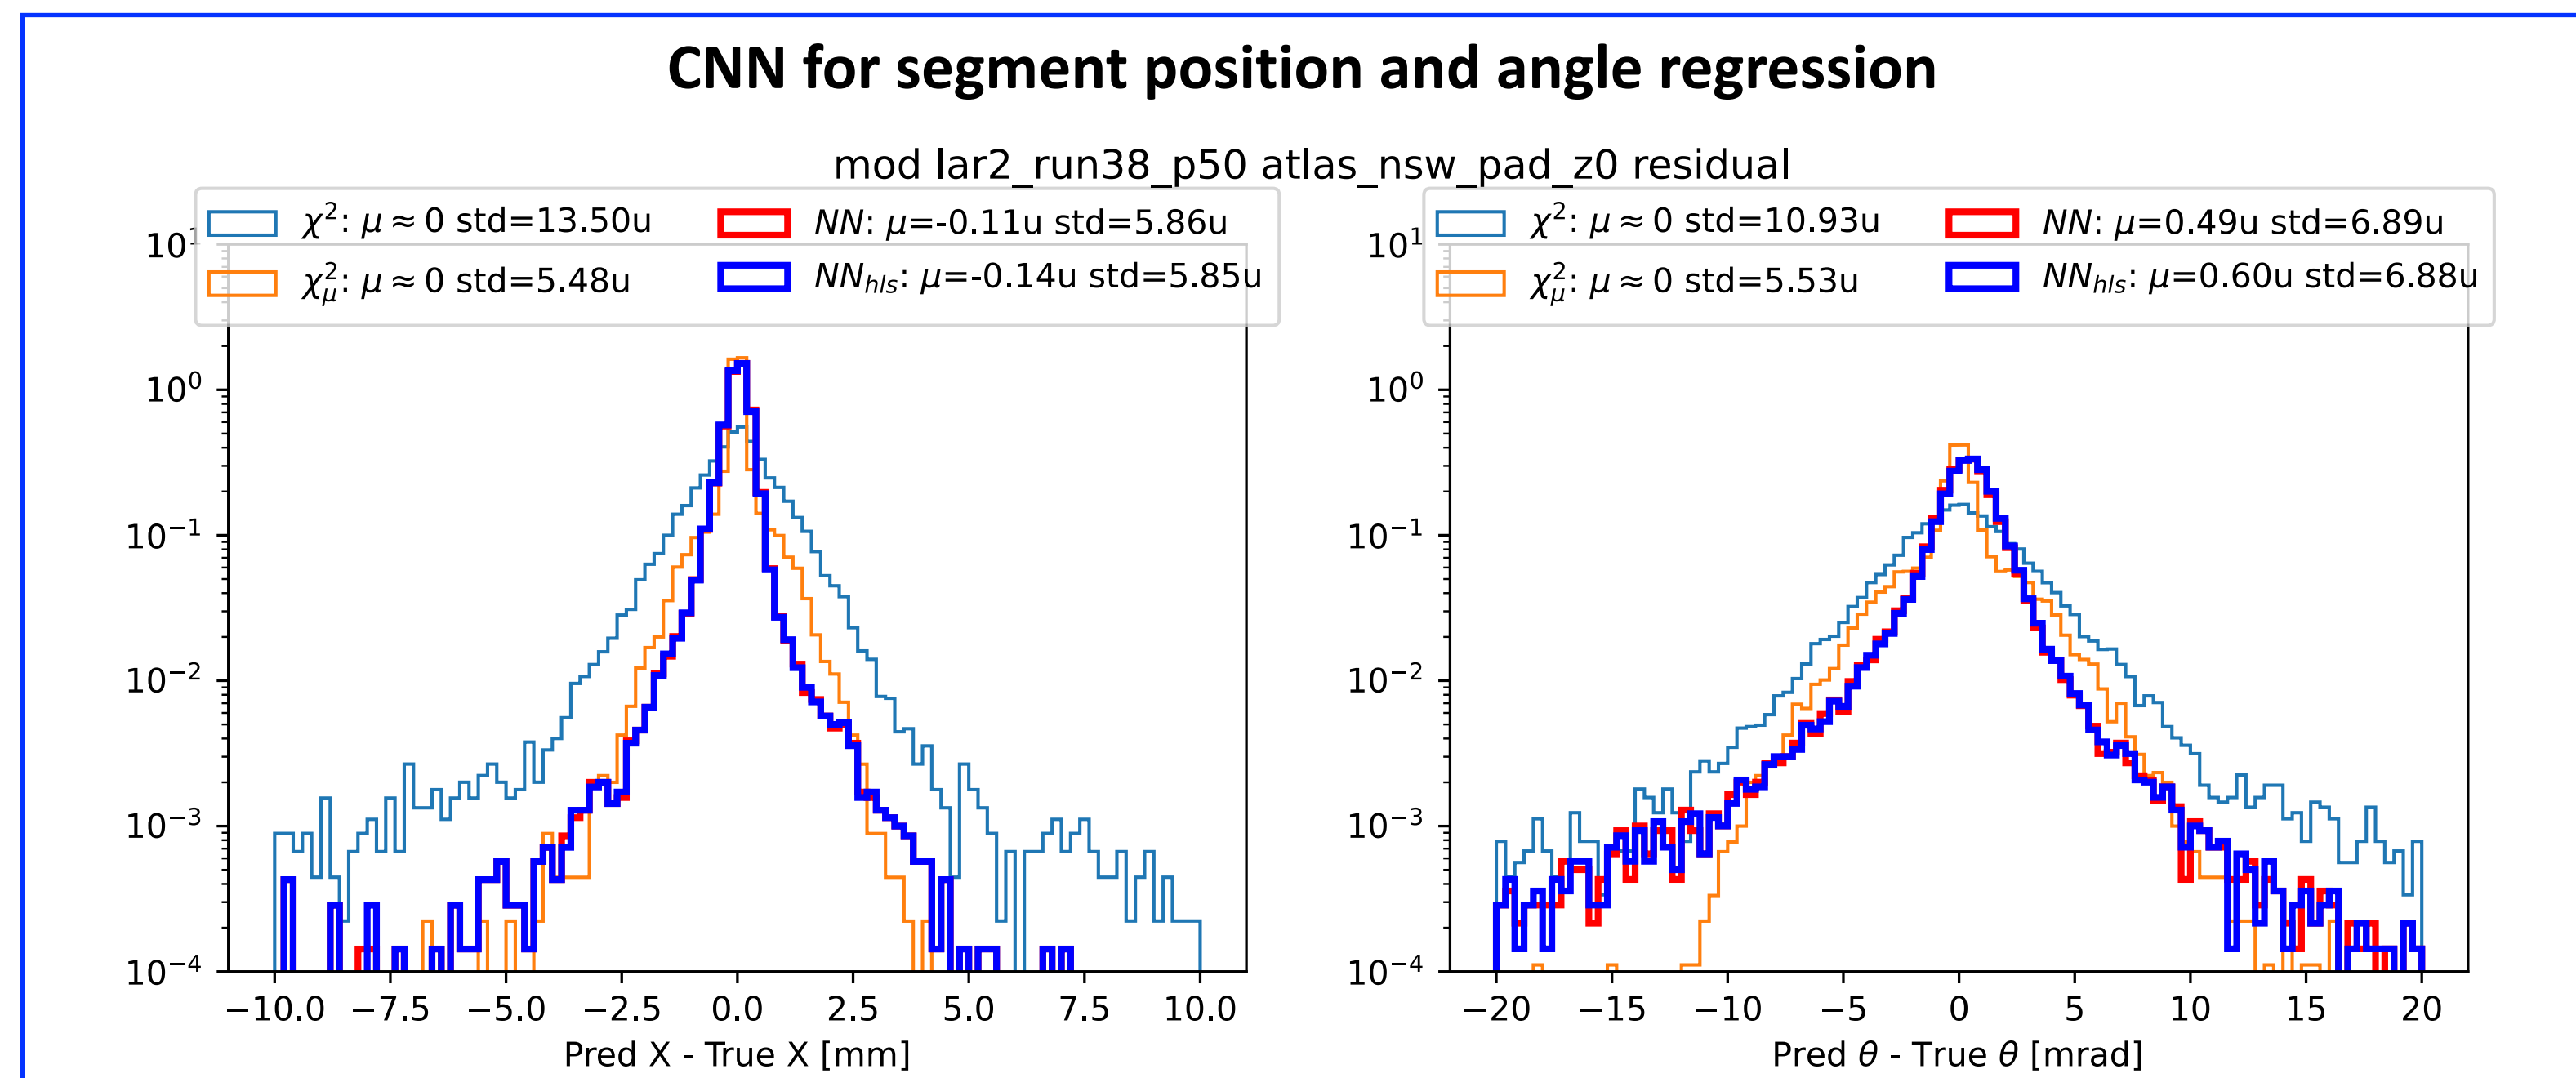 CNN for segment position and angle regression
mod lar2_run38_p50 atlas_nsw_pad_z0 residual
χ²: μ ≈ 0 std=13.50u
χ²μ: μ ≈ 0 std=5.48u
NN: μ=-0.11u std=5.86u
NNhls: μ=-0.14u std=5.85u
10¹
10⁰
10⁻¹
10⁻²
10⁻³
10⁻⁴
−10.0 −7.5 −5.0 −2.5 0.0 2.5 5.0 7.5 10.0
Pred X - True X [mm]
χ²: μ ≈ 0 std=10.93u
χ²μ: μ ≈ 0 std=5.53u
NN: μ=0.49u std=6.89u
NNhls: μ=0.60u std=6.88u
10¹
10⁰
10⁻¹
10⁻²
10⁻³
10⁻⁴
−20 −15 −10 −5 0 5 10 15 20
Pred θ - True θ [mrad]